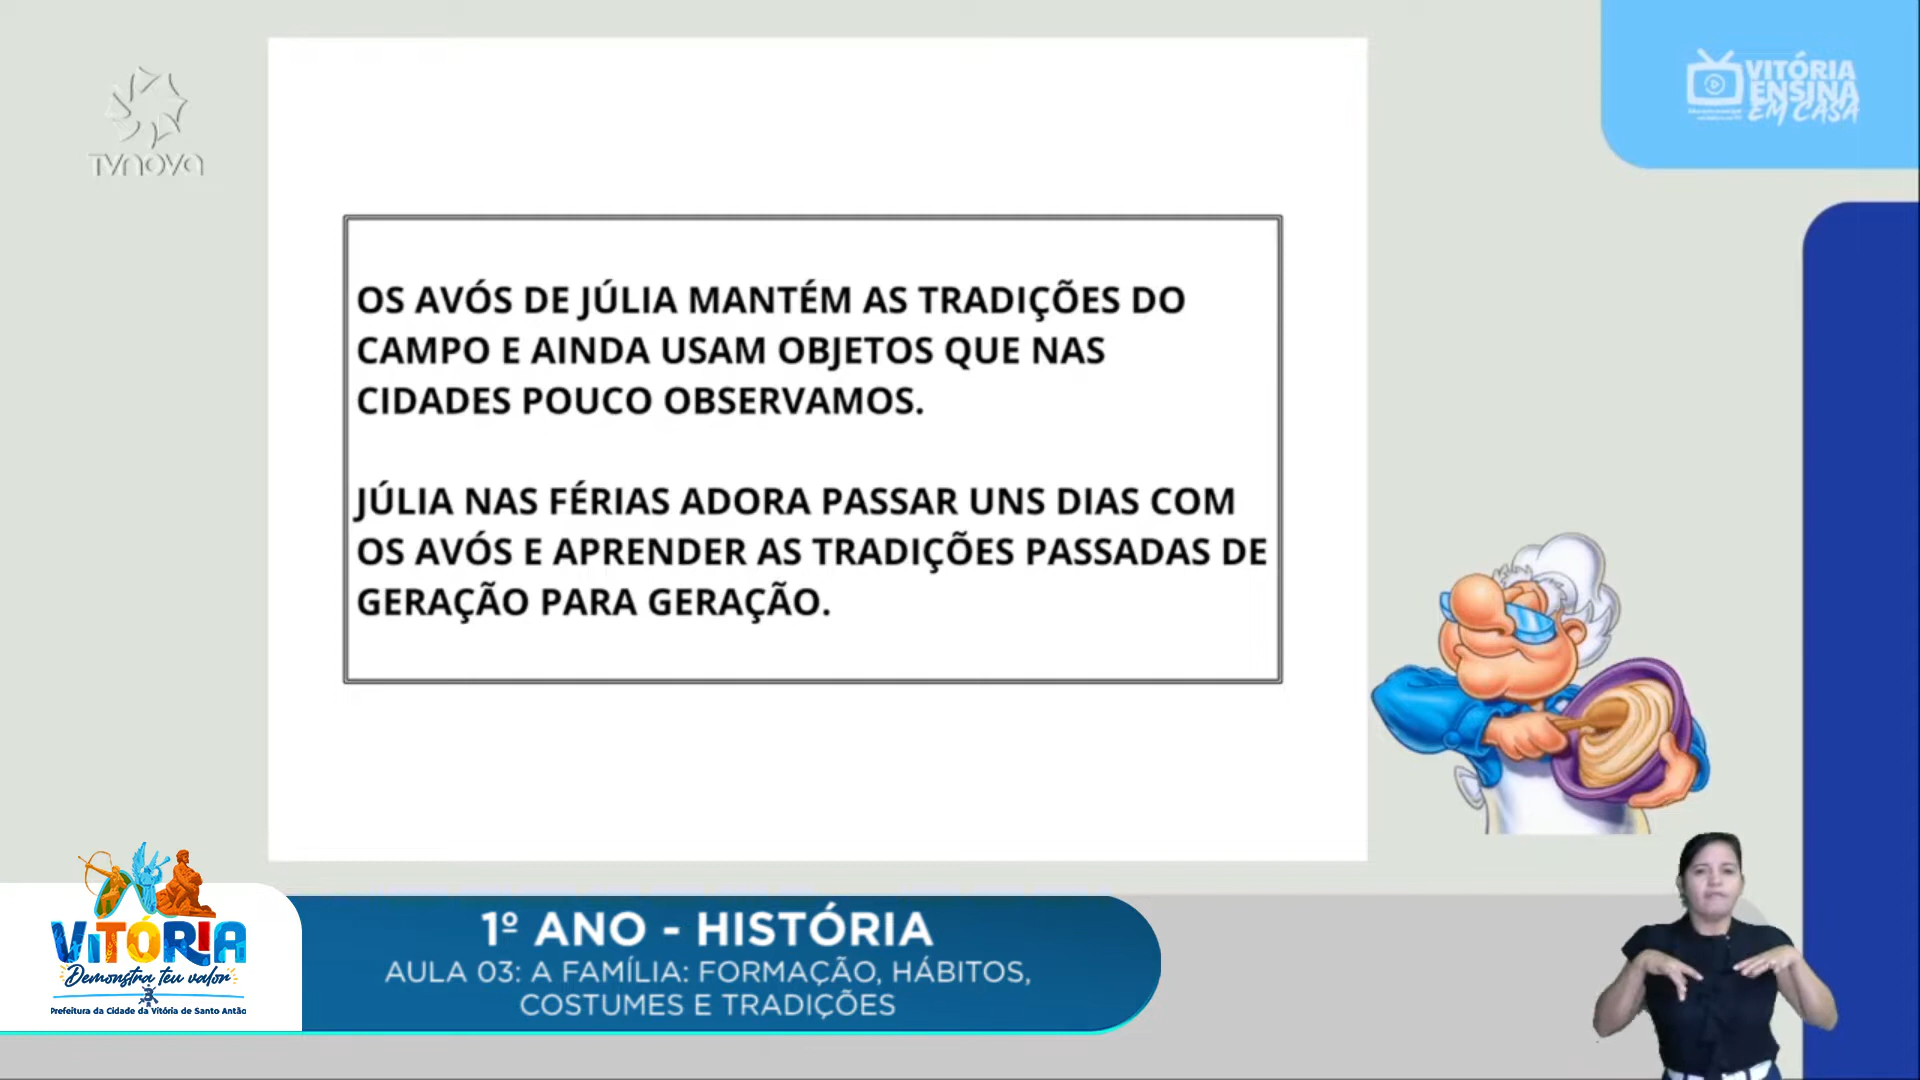 TVNOVA
VITÓRIA
ENSINA
EM CASA
OS AVÓS DE JÚLIA MANTÉM AS TRADIÇÕES DO
CAMPO E AINDA USAM OBJETOS QUE NAS
CIDADES POUCO OBSERVAMOS.
JÚLIA NAS FÉRIAS ADORA PASSAR UNS DIAS COM
OS AVÓS E APRENDER AS TRADIÇÕES PASSADAS DE
GERAÇÃO PARA GERAÇÃO.
VITÓRIA
Demonstra teu valor
Prefeitura da Cidade da Vitória de Santo Antão
1º ANO - HISTÓRIA
AULA 03: A FAMÍLIA: FORMAÇÃO, HÁBITOS,
COSTUMES E TRADIÇÕES